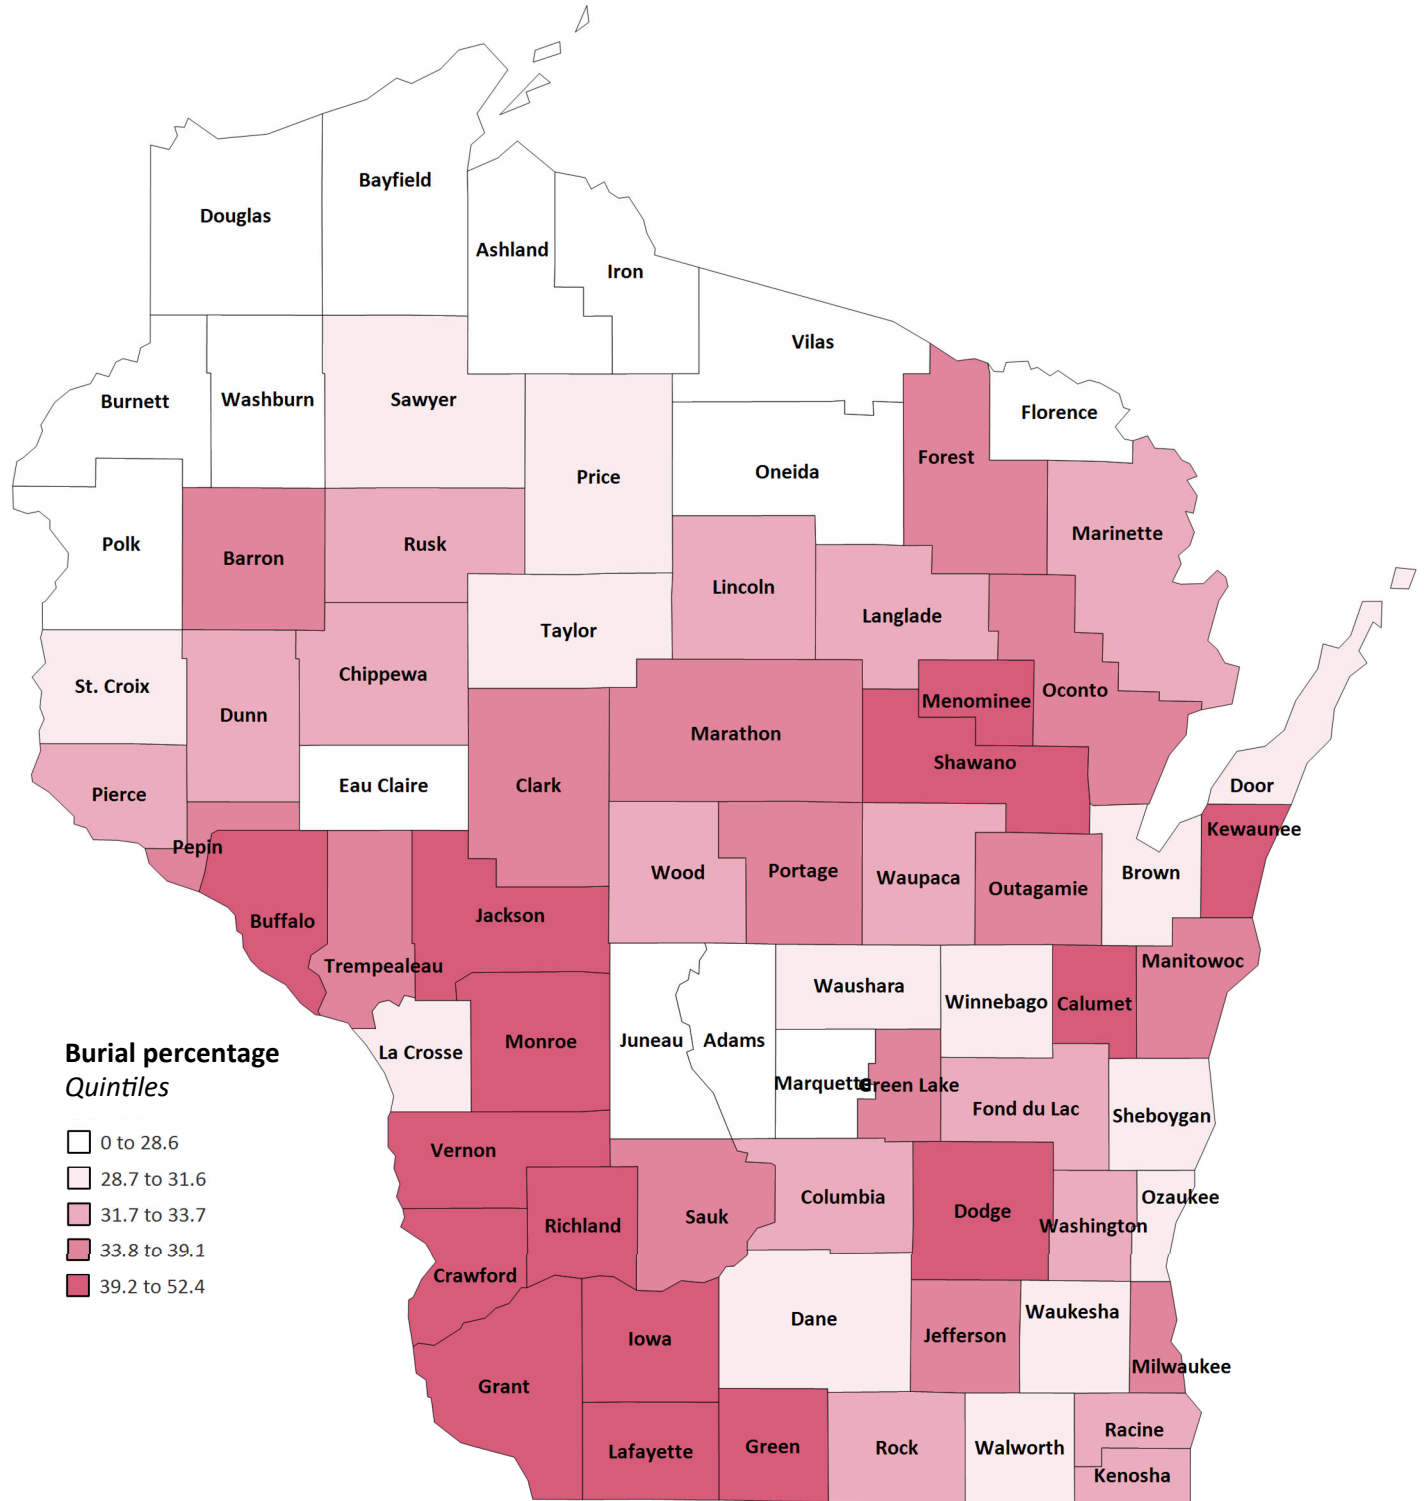 Bayfield
Douglas
Ashland
Iron
Vilas
Burnett
Washburn
Sawyer
Florence
Forest
Price
Oneida
Marinette
Polk
Barron
Rusk
Lincoln
Langlade
Taylor
St. Croix
Chippewa
Dunn
Menominee
Oconto
Marathon
Shawano
Pierce
Eau Claire
Clark
Door
Pepin
Kewaunee
Wood
Portage
Waupaca
Outagamie
Brown
Buffalo
Jackson
Trempealeau
Manitowoc
Waushara
Winnebago
Calumet
La Crosse
Monroe
Juneau
Adams
Marquette
Green Lake
Fond du Lac
Sheboygan
Burial percentage
Quintiles
0 to 28.6
28.7 to 31.6
31.7 to 33.7
33.8 to 39.1
39.2 to 52.4
Vernon
Richland
Sauk
Columbia
Dodge
Washington
Ozaukee
Crawford
Iowa
Dane
Jefferson
Waukesha
Milwaukee
Grant
Lafayette
Green
Rock
Walworth
Racine
Kenosha